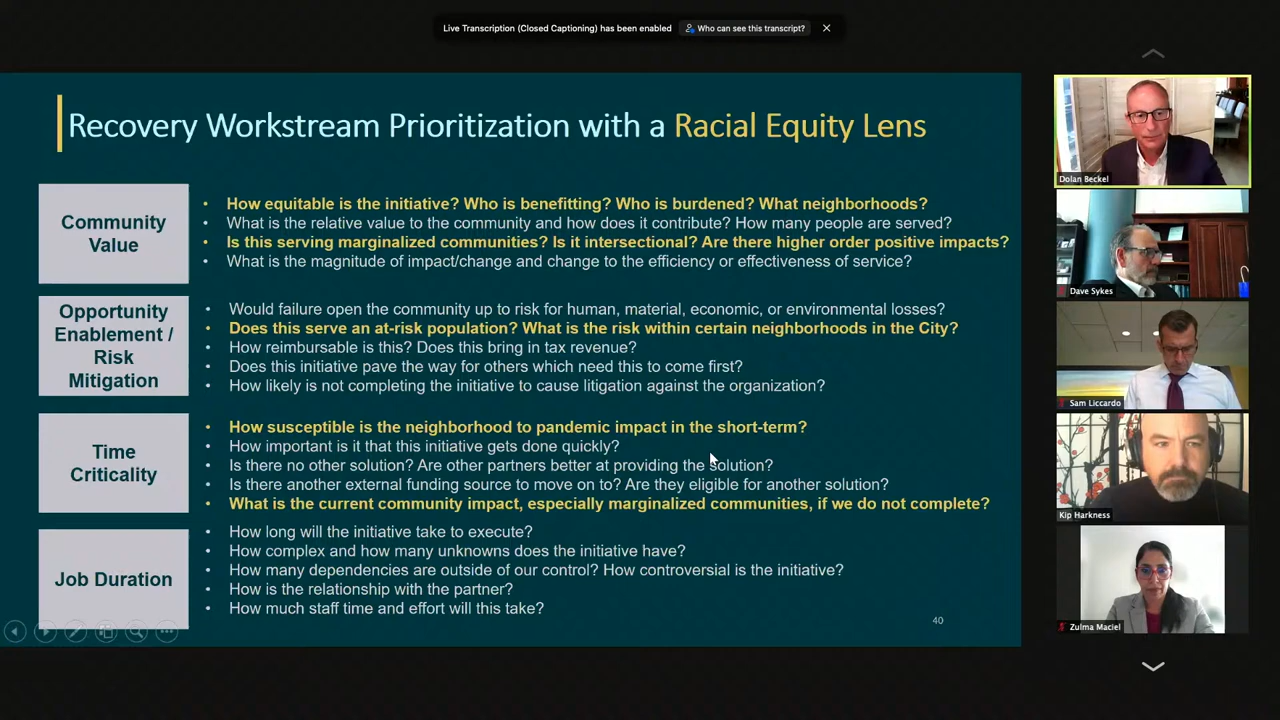 Live Transcription (Closed Captioning) has been enabled
Who can see this transcript?
Recovery Workstream Prioritization with a Racial Equity Lens
Community
Value
• How equitable is the initiative? Who is benefitting? Who is burdened? What neighborhoods?
• What is the relative value to the community and how does it contribute? How many people are served?
• Is this serving marginalized communities? Is it intersectional? Are there higher order positive impacts?
• What is the magnitude of impact/change and change to the efficiency or effectiveness of service?
Opportunity
Enablement /
Risk
Mitigation
• Would failure open the community up to risk for human, material, economic, or environmental losses?
• Does this serve an at-risk population? What is the risk within certain neighborhoods in the City?
• How reimbursable is this? Does this bring in tax revenue?
• Does this initiative pave the way for others which need this to come first?
• How likely is not completing the initiative to cause litigation against the organization?
Time
Criticality
• How susceptible is the neighborhood to pandemic impact in the short-term?
• How important is it that this initiative gets done quickly?
• Is there no other solution? Are other partners better at providing the solution?
• Is there another external funding source to move on to? Are they eligible for another solution?
• What is the current community impact, especially marginalized communities, if we do not complete?
Job Duration
• How long will the initiative take to execute?
• How complex and how many unknowns does the initiative have?
• How many dependencies are outside of our control? How controversial is the initiative?
• How is the relationship with the partner?
• How much staff time and effort will this take?
40
Dolan Beckel
Dave Sykes
Sam Liccardo
Kip Harkness
Zulma Maciel